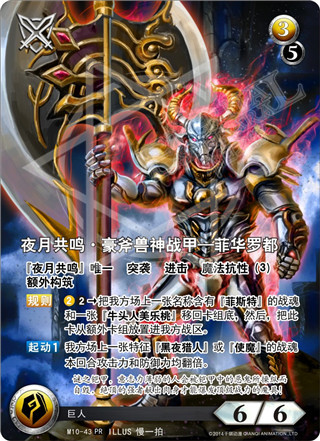 3
5
夜月共鸣·豪斧兽神战甲·菲华罗都
『夜月共鸣』唯一 突袭 进击 魔法抗性(3)
额外构筑
规则 2 2→把我方场上一张名称含有『菲斯特』的战魂
和一张『牛头人美乐桃』移回卡组底,然后,把此
卡从额外卡组放置进我方战区。
起动1 我方场上一张特征『黑夜猎人』或『使魔』的战魂
本回合攻击力和防御力均翻倍。
巨人
6 / 6
M10-43 PR ILLUS 慢一拍